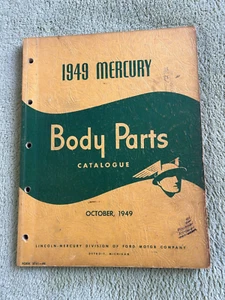 1949 MERCURY
Body Parts
CATALOGUE
OCTOBER, 1949
LINCOLN-MERCURY DIVISION OF FORD MOTOR COMPANY
DETROIT, MICHIGAN